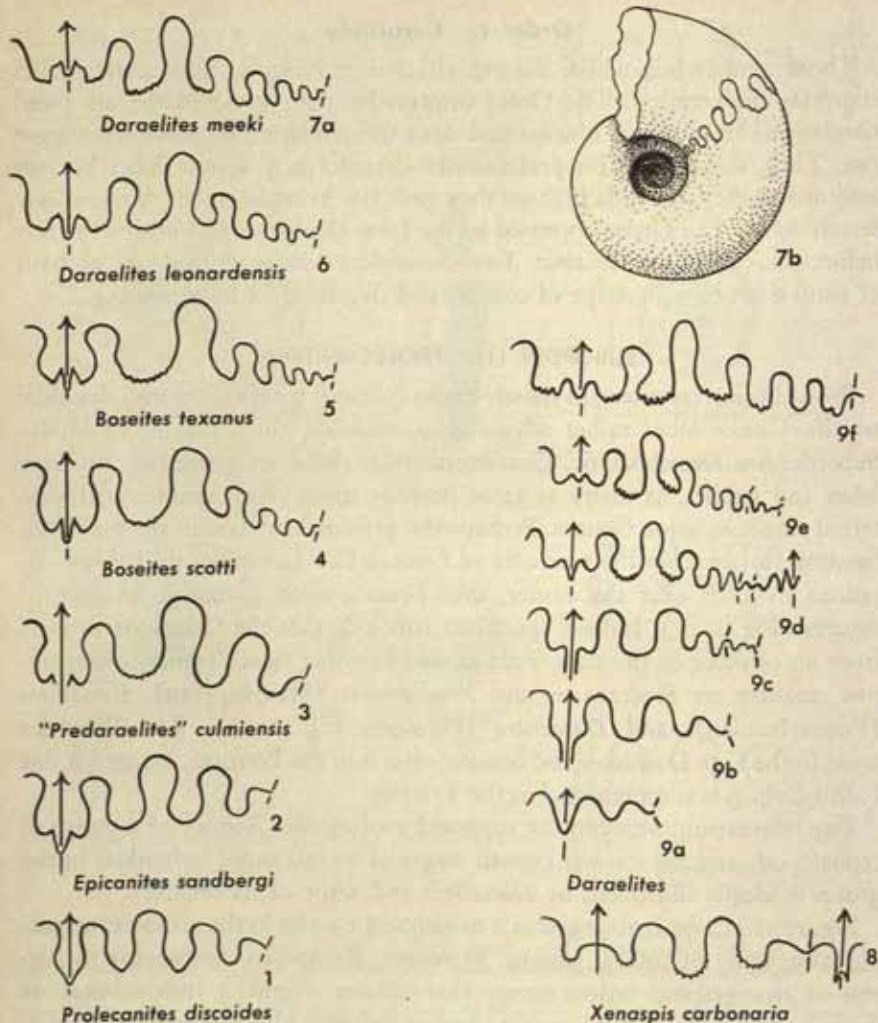 Daraelites meeki 7a
Daraelites leonardensis 6
Boseites texanus 5
Boseites scotti 4
"Predaraelites" culmiensis 3
Epicanites sandbergi 2
Prolecanites discoides 1
7b
9f
9e
9d
9c
9b
9a
Daraelites
8
Xenaspis carbonaria